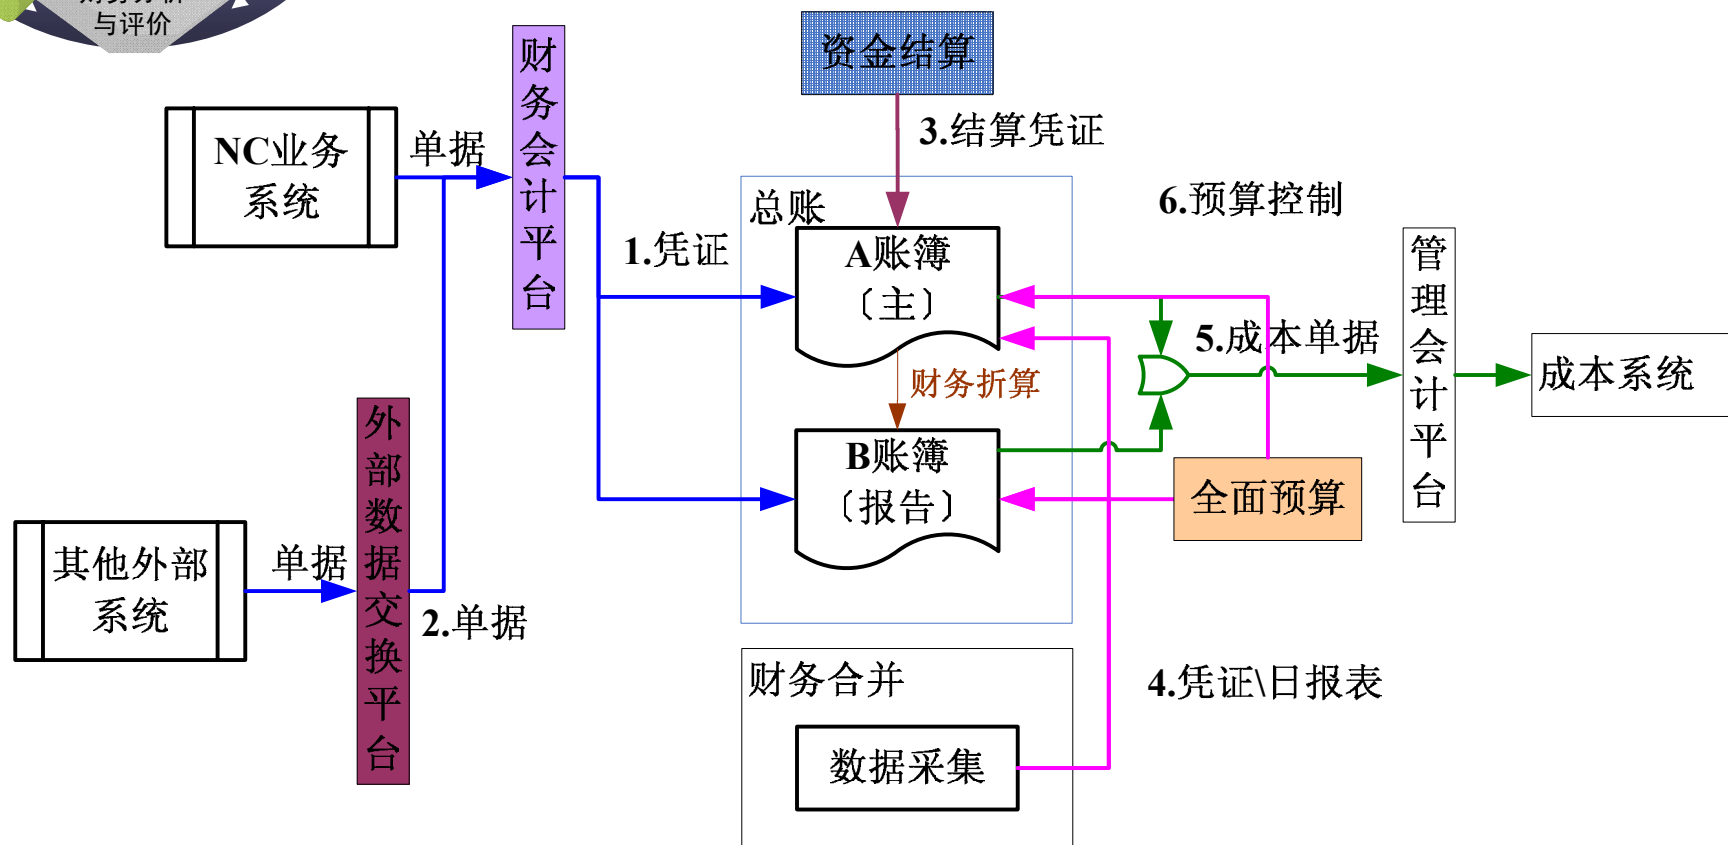 与评价
财务会计平台
资金结算
NC业务
系统
单据
3.结算凭证
总账
6.预算控制
A账簿
（主）
1.凭证
管理会计平台
5.成本单据
成本系统
财务折算
外部数据交换平台
B账簿
（报告）
全面预算
其他外部
系统
单据
2.单据
财务合并
4.凭证\日报表
数据采集